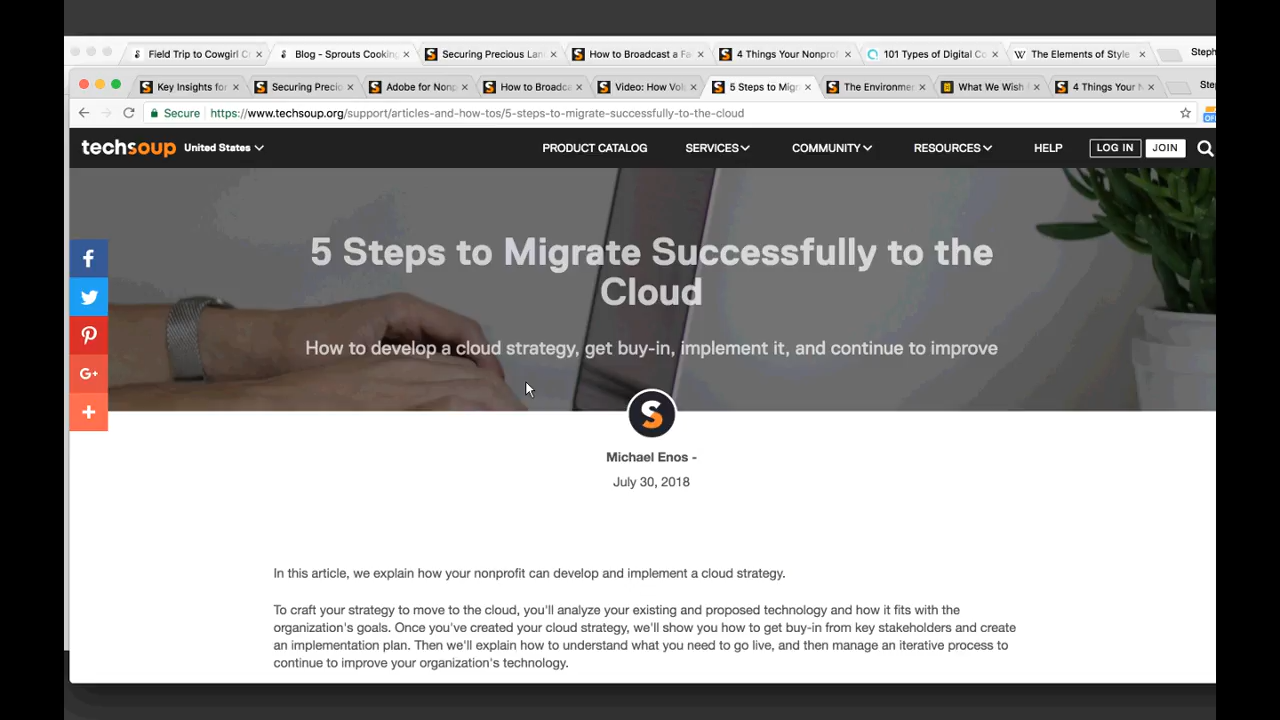 Field Trip to Cowgirl C
Blog - Sprouts Cooking
Securing Precious Lan
How to Broadcast a Fa
4 Things Your Nonprof
101 Types of Digital Co
The Elements of Style
Steph
Key Insights for
Securing Precio
Adobe for Nonp
How to Broadca
Video: How Vol
5 Steps to Migr
The Environmen
What We Wish
4 Things Your N
Step
Secure https://www.techsoup.org/support/articles-and-how-tos/5-steps-to-migrate-successfully-to-the-cloud
techsoup United States PRODUCT CATALOG SERVICES COMMUNITY RESOURCES HELP LOG IN JOIN
5 Steps to Migrate Successfully to the
Cloud
How to develop a cloud strategy, get buy-in, implement it, and continue to improve
Michael Enos -
July 30, 2018
In this article, we explain how your nonprofit can develop and implement a cloud strategy.
To craft your strategy to move to the cloud, you'll analyze your existing and proposed technology and how it fits with the
organization's goals. Once you've created your cloud strategy, we'll show you how to get buy-in from key stakeholders and create
an implementation plan. Then we'll explain how to understand what you need to go live, and then manage an iterative process to
continue to improve your organization's technology.